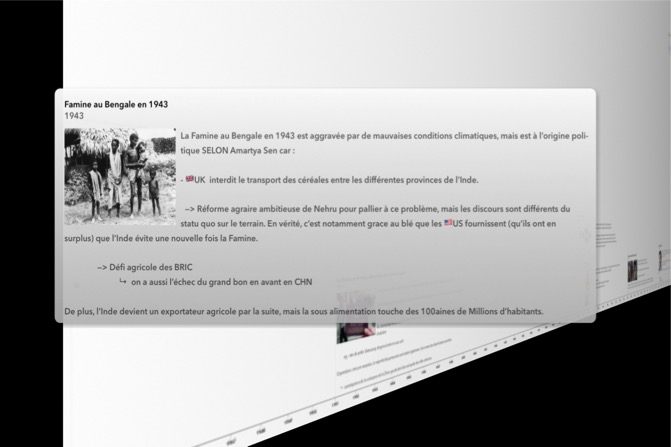 Famine au Bengale en 1943
1943
La Famine au Bengale en 1943 est aggravée par de mauvaises conditions climatiques, mais est à l'origine poli-
tique SELON Amartya Sen car :
- 🇬🇧UK interdit le transport des céréales entre les différentes provinces de l'Inde.
--> Réforme agraire ambitieuse de Nehru pour pallier à ce problème, mais les discours sont différents du
statu quo sur le terrain. En vérité, c'est notamment grace au blé que les 🇺🇸US fournissent (qu'ils ont en
surplus) que l'Inde évite une nouvelle fois la Famine.
--> Défi agricole des BRIC
↳ on a aussi l'échec du grand bon en avant en CHN
De plus, l'Inde devient un exportateur agricole par la suite, mais la sous alimentation touche des 100aines de Millions d'habitants.